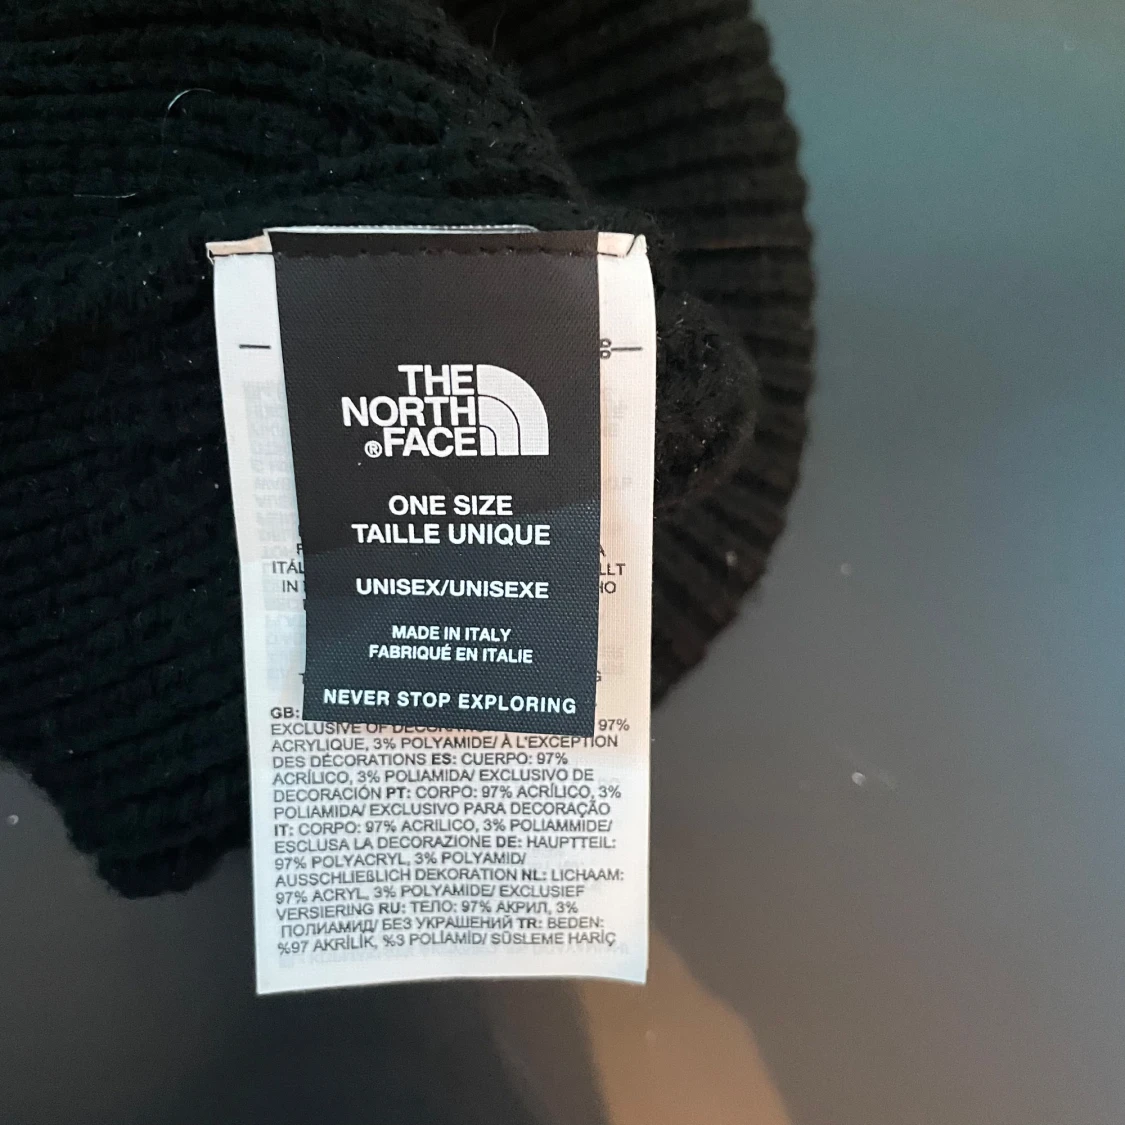 THE
NORTH
®FACE
ONE SIZE
TAILLE UNIQUE
UNISEX/UNISEXE
MADE IN ITALY
FABRIQUÉ EN ITALIE
NEVER STOP EXPLORING
IN
GB:
EXCLUSIVE OF 97%
ACRYLIQUE, 3% POLYAMIDE/ À L'EXCEPTION
DES DÉCORATIONS ES: CUERPO: 97%
ACRÍLICO, 3% POLIAMIDA/ EXCLUSIVO DE
DECORACIÓN PT: CORPO: 97% ACRÍLICO, 3%
POLIAMIDA/ EXCLUSIVO PARA DECORAÇÃO
IT: CORPO: 97% ACRILICO, 3% POLIAMMIDE/
ESCLUSA LA DECORAZIONE DE: HAUPTTEIL:
97% POLYACRYL, 3% POLYAMID/
AUSSCHLIEßLICH DEKORATION NL: LICHAAM:
97% ACRYL, 3% POLYAMIDE/ EXCLUSIEF
VERSIERING RU: ТЕЛО: 97% АКРИЛ, 3%
ПОЛИАМИД/ БЕЗ УКРАШЕНИЙ TR: BEDEN:
%97 AKRİLİK, %3 POLİAMİD/ SÜSLEME HARİÇ